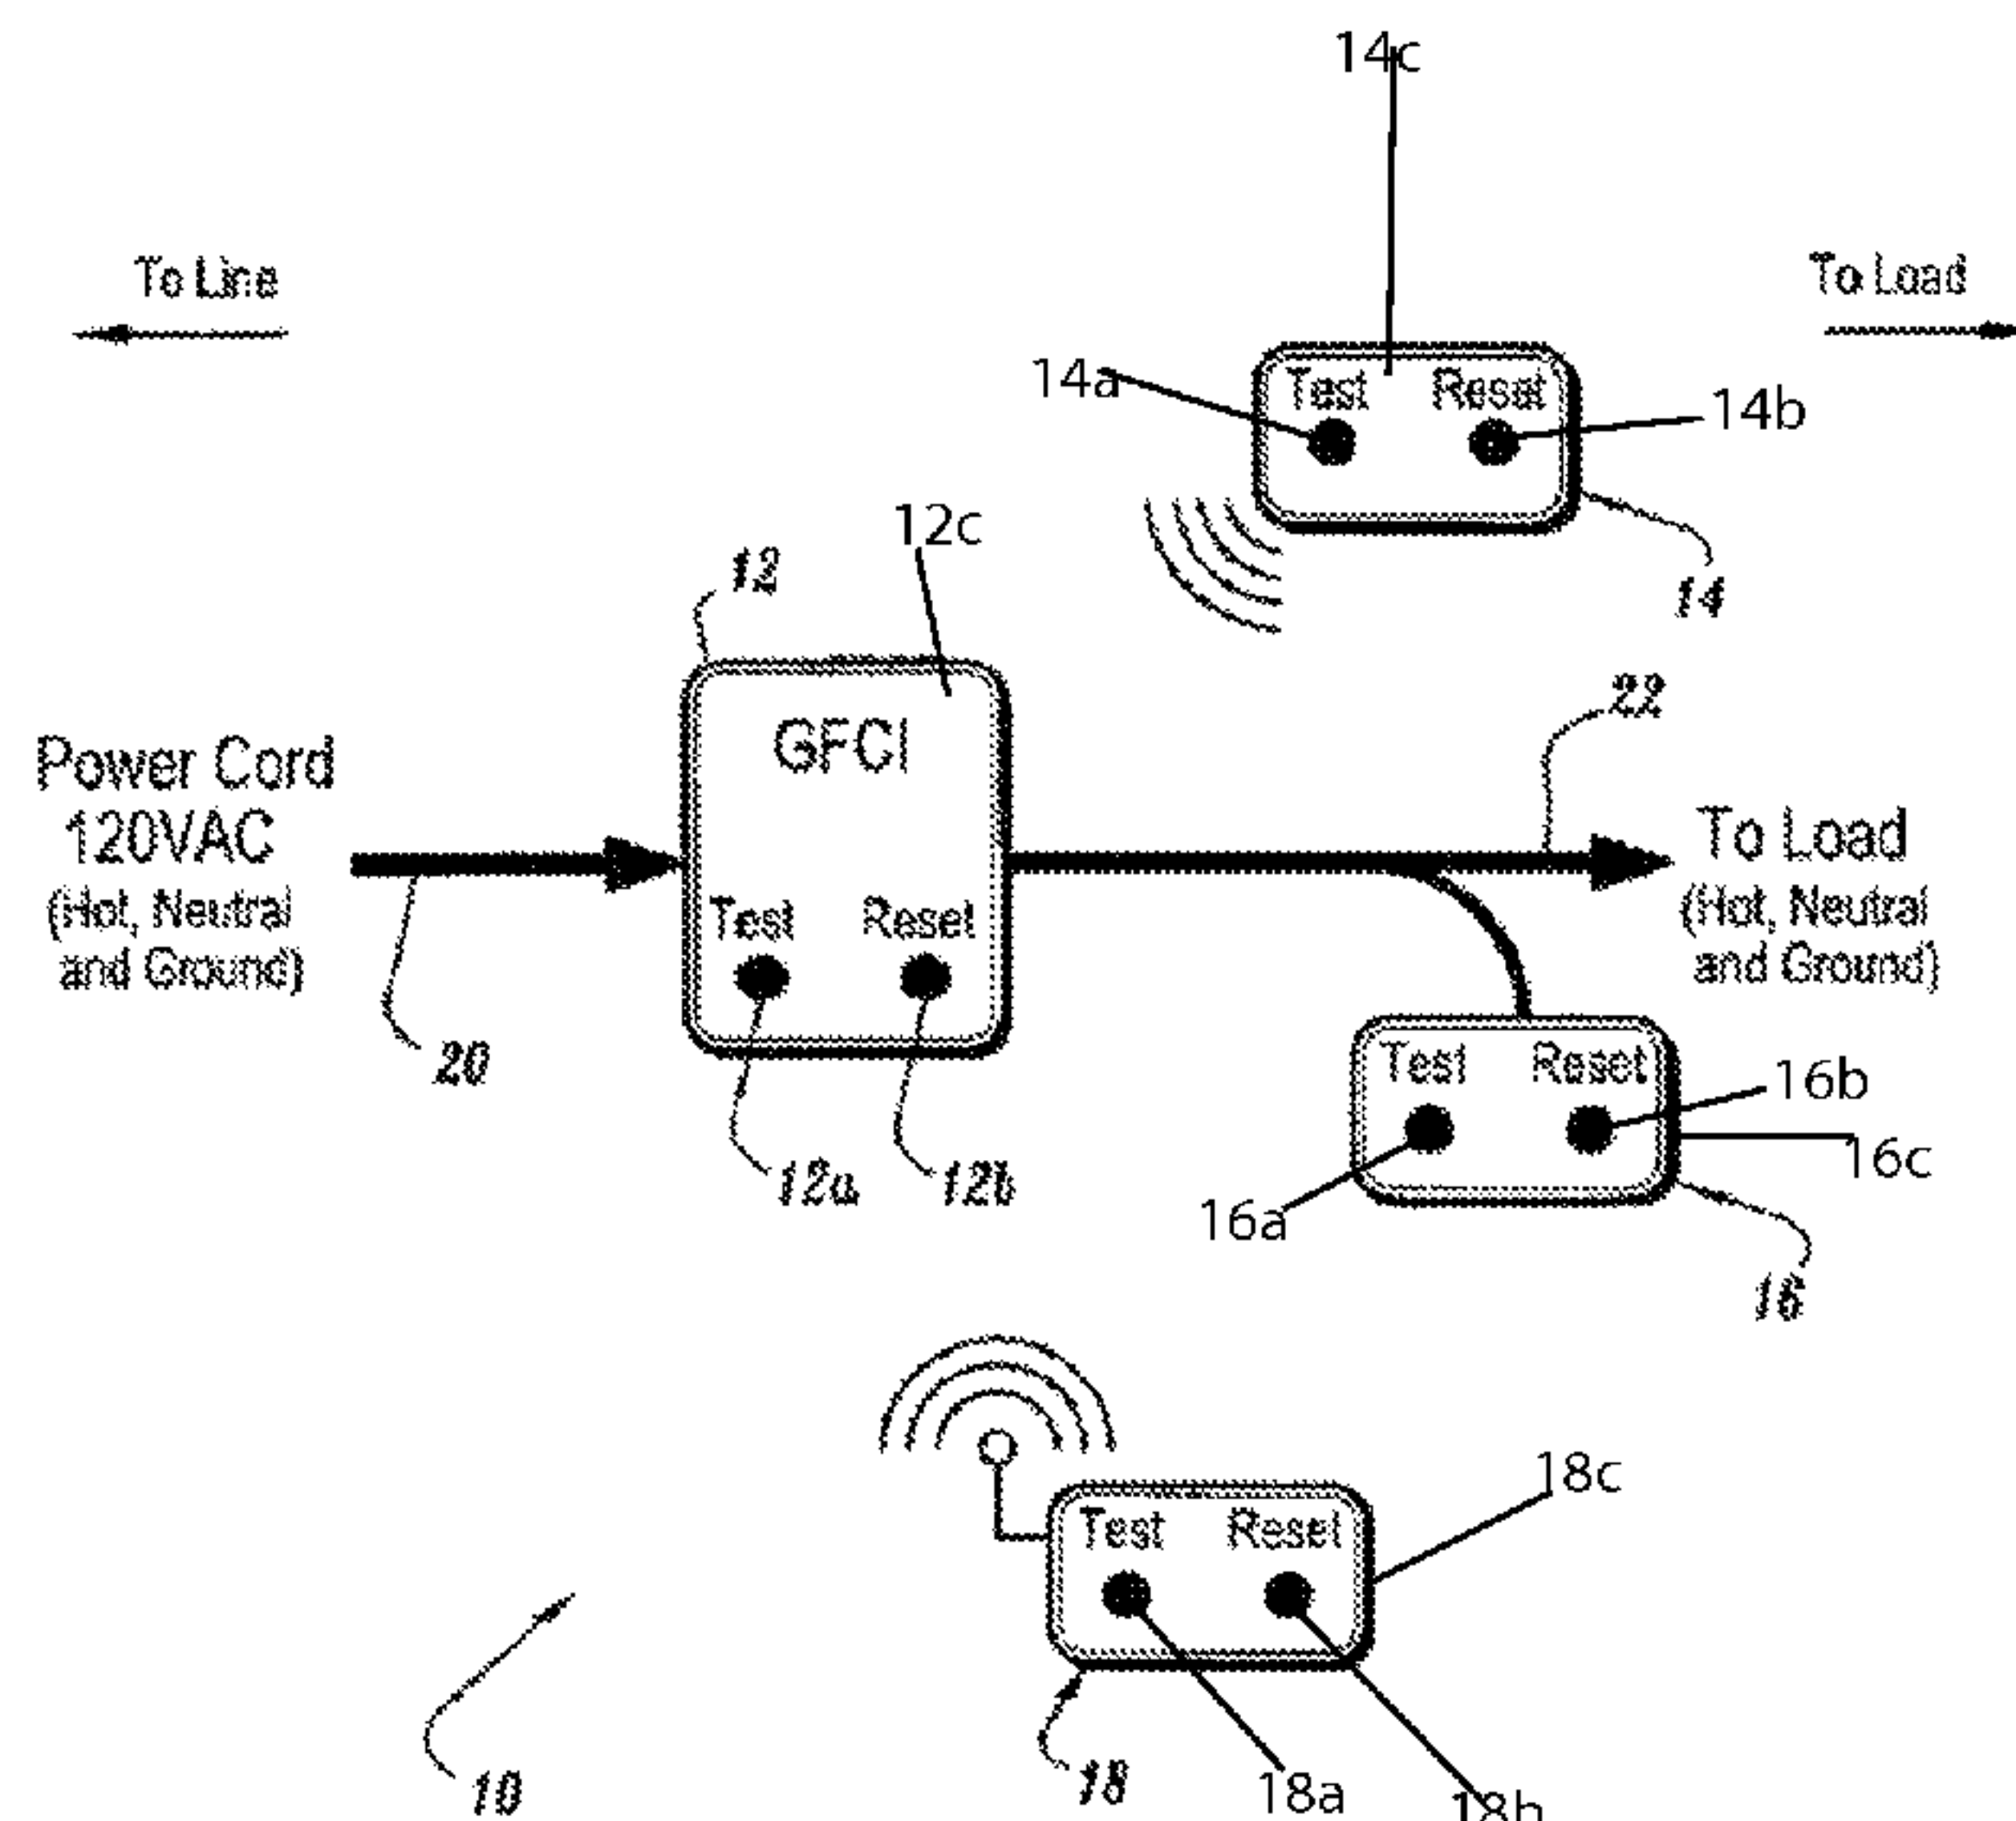 14c
To Line
To Load
14a
Test Reset
14b
12c
12
14
22
GFCI
Power Cord
120VAC
(Hot, Neutral
and Ground)
To Load
(Hot, Neutral
and Ground)
Test Reset
20
12a
12b
Test Reset
16b
16c
16a
16
18c
Test Reset
10
18
18a
18b